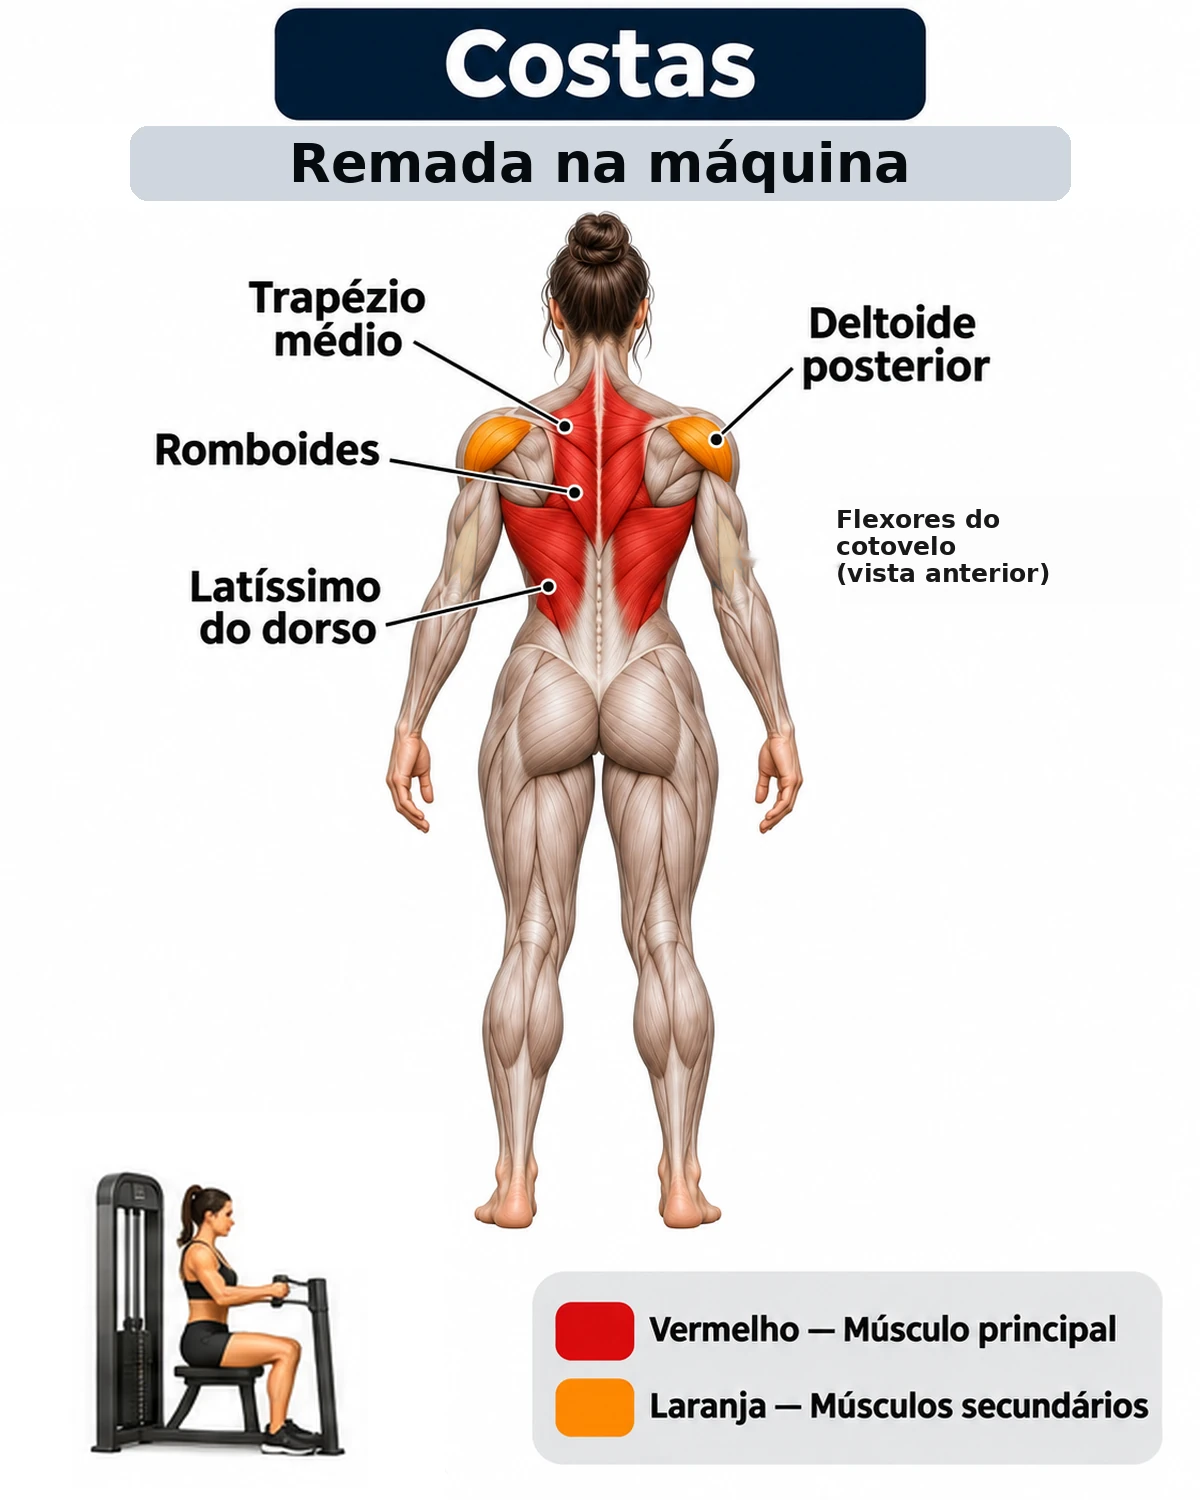 Costas
Remada na máquina
Trapézio
médio
Deltoide
posterior
Romboides
Flexores do
cotovelo
(vista anterior)
Latíssimo
do dorso
Vermelho — Músculo principal
Laranja — Músculos secundários